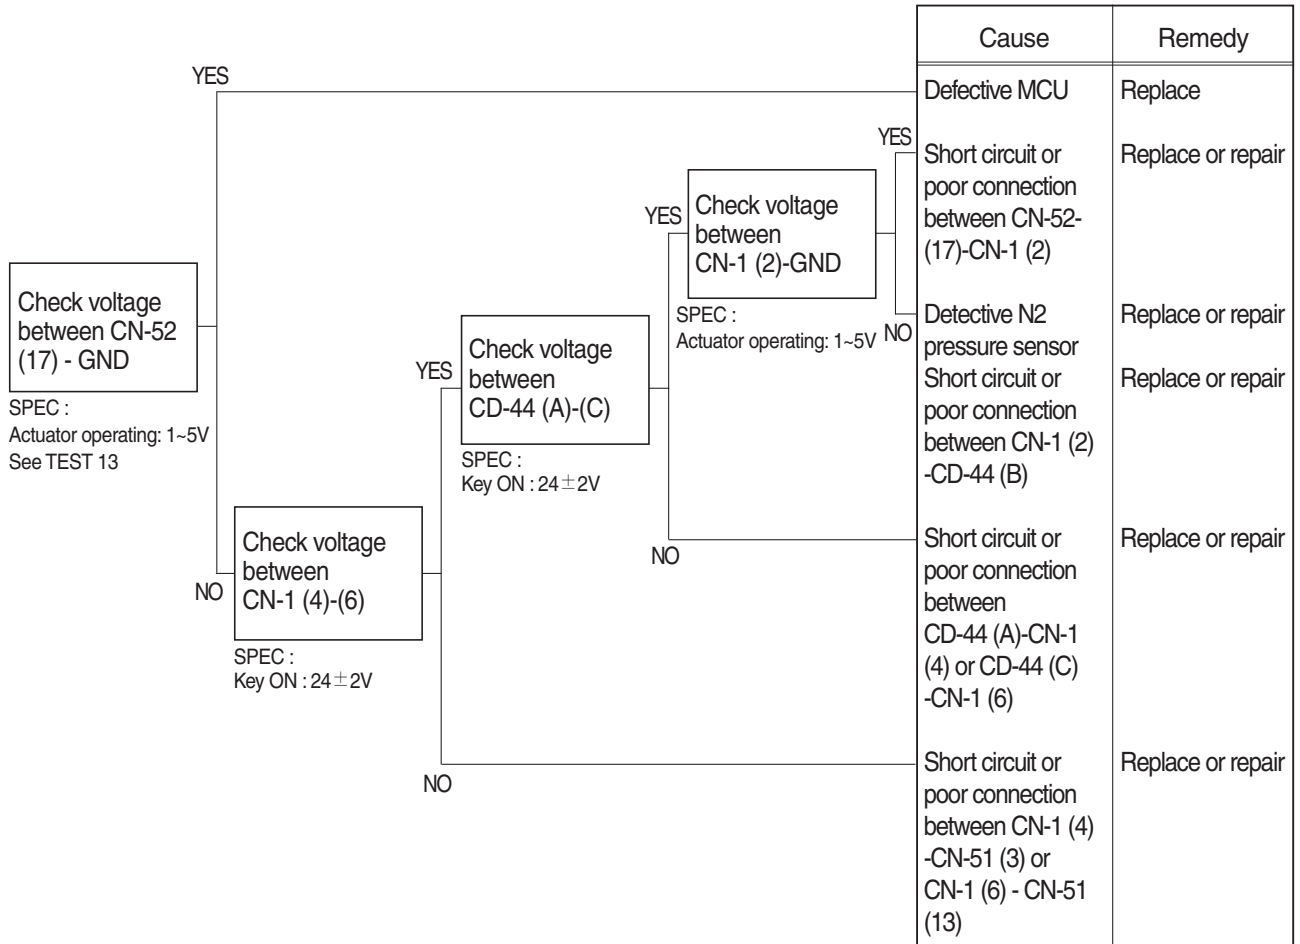 Cause
Remedy
YES
Defective MCU
Replace
YES
Short circuit or
poor connection
between CN-52-
(17)-CN-1 (2)
Replace or repair
YES
Check voltage
between
CN-1 (2)-GND
SPEC :
Actuator operating: 1~5V
NO
Detective N2
pressure sensor
Replace or repair
Short circuit or
poor connection
between CN-1 (2)
-CD-44 (B)
Replace or repair
Check voltage
between CN-52
(17) - GND
SPEC :
Actuator operating: 1~5V
See TEST 13
YES
Check voltage
between
CD-44 (A)-(C)
SPEC :
Key ON : 24±2V
NO
Short circuit or
poor connection
between
CD-44 (A)-CN-1
(4) or CD-44 (C)
-CN-1 (6)
Replace or repair
NO
Check voltage
between
CN-1 (4)-(6)
SPEC :
Key ON : 24±2V
NO
Short circuit or
poor connection
between CN-1 (4)
-CN-51 (3) or
CN-1 (6) - CN-51
(13)
Replace or repair